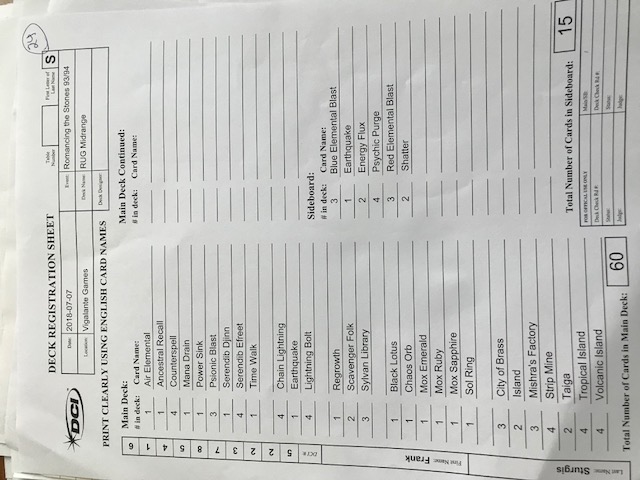 24
DECK REGISTRATION SHEET
Table Number
First Letter of Last Name
S
DCI
Date: 2018-07-07
Event: Romancing the Stones 93/94
Location: Vigalante Games
Deck Name: RUG Midrange
Deck Designer:
PRINT CLEARLY USING ENGLISH CARD NAMES
Main Deck:
# in deck: Card Name:
1 Air Elemental
1 Ancestral Recall
4 Counterspell
1 Mana Drain
1 Power Sink
3 Psionic Blast
1 Serendib Djinn
4 Serendib Efreet
1 Time Walk
4 Chain Lightning
1 Earthquake
4 Lightning Bolt
1 Regrowth
2 Scavenger Folk
3 Sylvan Library
1 Black Lotus
1 Chaos Orb
1 Mox Emerald
1 Mox Ruby
1 Mox Sapphire
1 Sol Ring
3 City of Brass
2 Island
3 Mishra's Factory
4 Strip Mine
2 Taiga
4 Tropical Island
4 Volcanic Island
Total Number of Cards in Main Deck: 60
Main Deck Continued:
# in deck: Card Name:
Sideboard:
# in deck: Card Name:
3 Blue Elemental Blast
1 Earthquake
2 Energy Flux
4 Psychic Purge
3 Red Elemental Blast
2 Shatter
Total Number of Cards in Sideboard: 15
FOR OFFICAL USE ONLY
Main/SB: /
Deck Check Rd #:
Deck Check Rd #:
Status:
Status:
Judge:
Judge:
DCI #: 5 2 2 3 7 8 5 4 1 6
First Name: Frank
Last Name: Sturgis